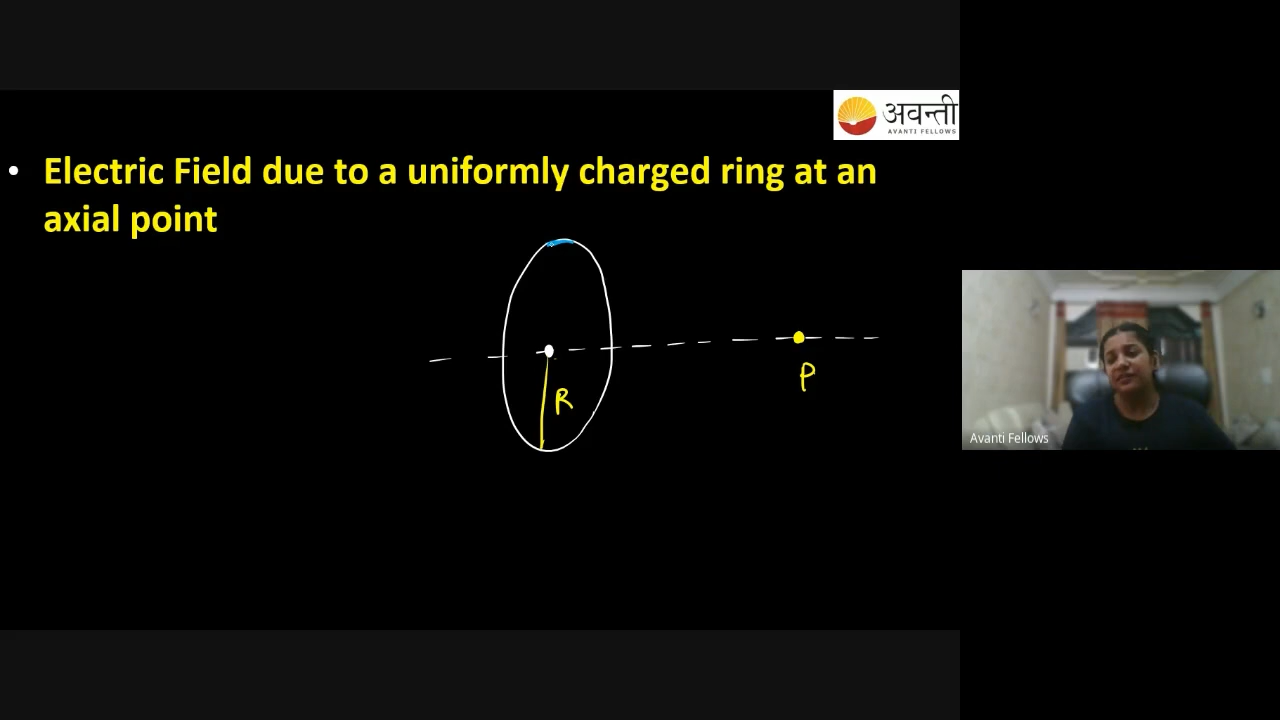 अवन्ती
AVANTI FELLOWS
• Electric Field due to a uniformly charged ring at an
axial point
R
P
Avanti Fellows